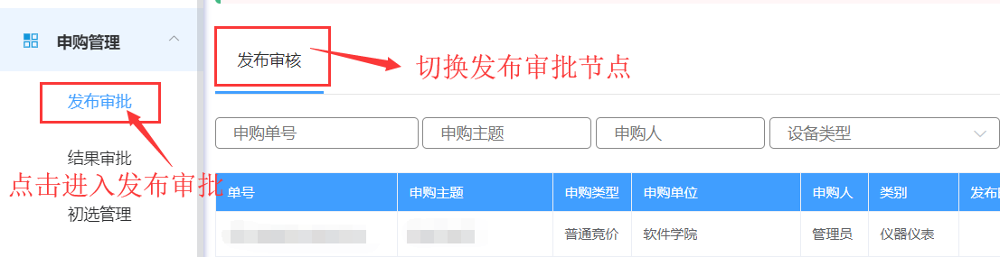 申购管理
发布审批
结果审批
点击进入发布审批
初选管理
发布审核
切换发布审批节点
申购单号 申购主题 申购人 设备类型
单号 申购主题 申购类型 申购单位 申购人 类别 发布
普通竞价 软件学院 管理员 仪器仪表